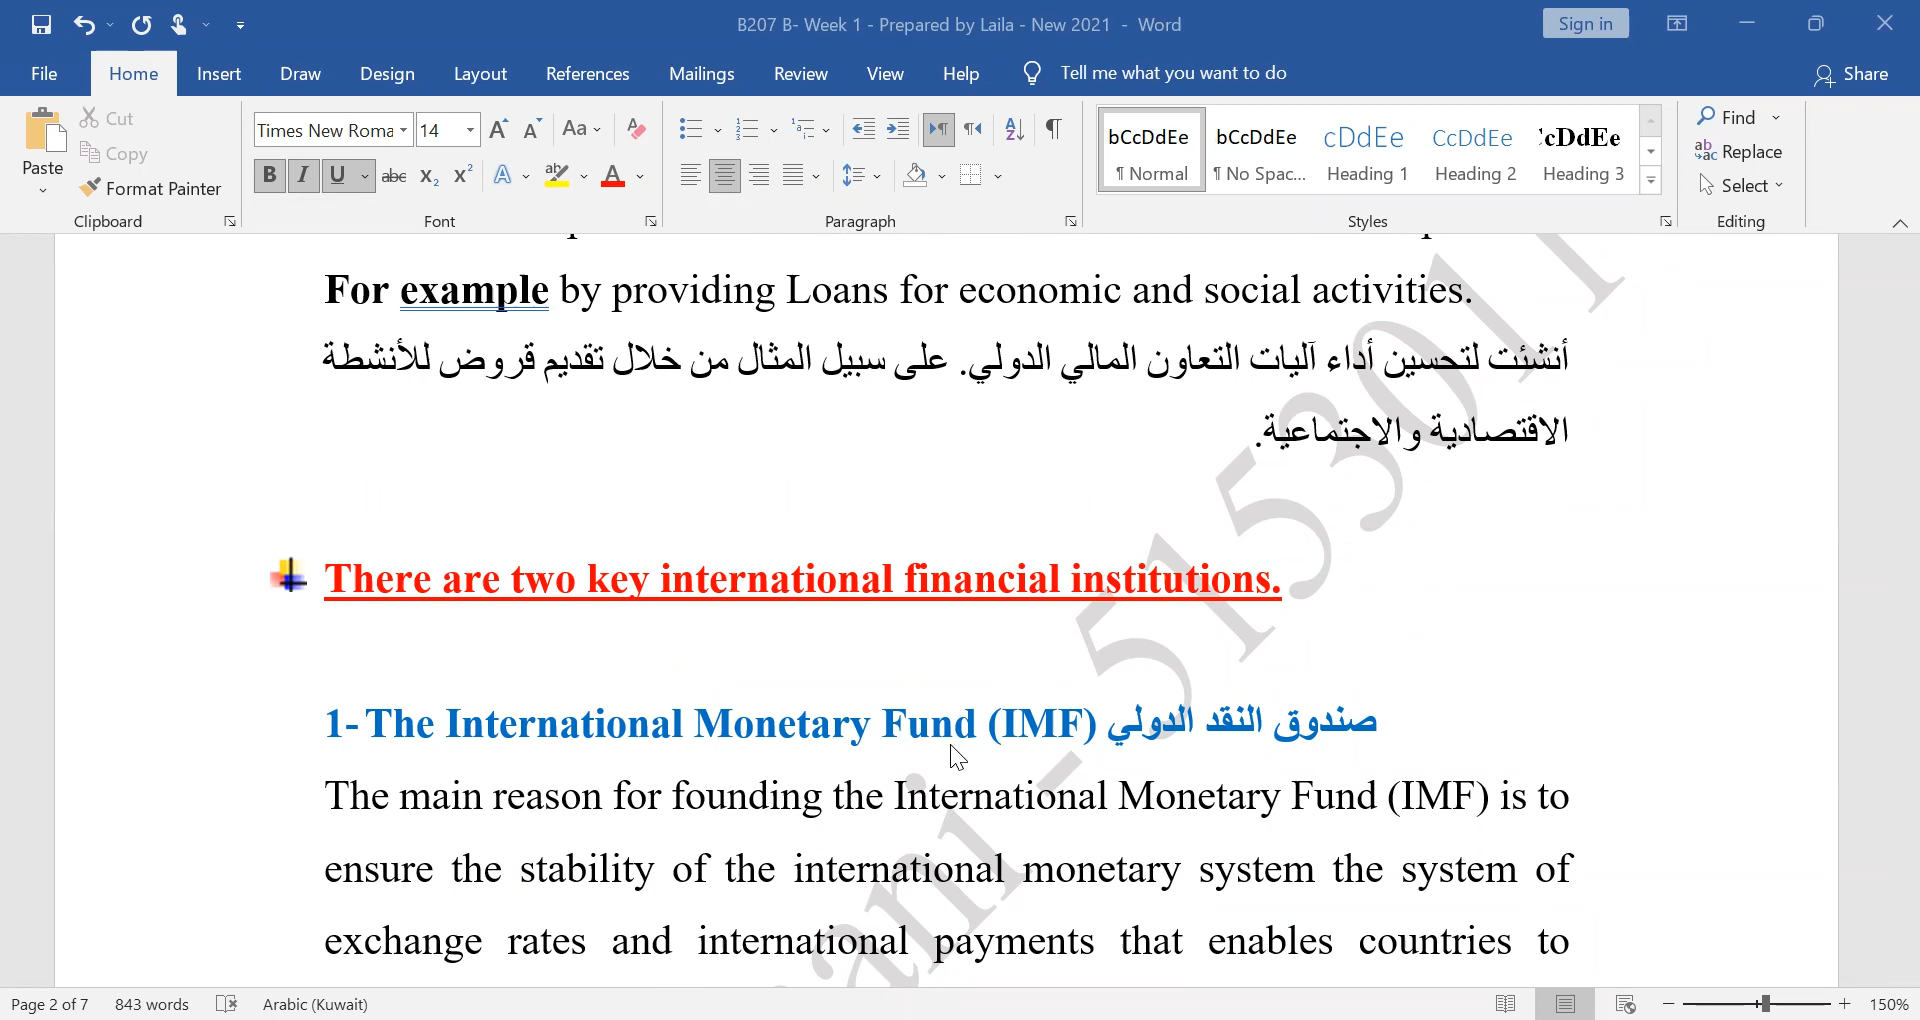 B207 B- Week 1 - Prepared by Laila - New 2021 - Word
Sign in
File Home Insert Draw Design Layout References Mailings Review View Help Tell me what you want to do Share
Paste
Cut
Copy
Format Painter
Clipboard
Times New Roma 14
Font
Paragraph
bCcDdEe bCcDdEe cDdEe CcDdEe cDdEe
¶ Normal ¶ No Spac... Heading 1 Heading 2 Heading 3
Styles
Find
Replace
Select
Editing
For example by providing Loans for economic and social activities.
أنشئت لتحسين أداء آليات التعاون المالي الدولي. على سبيل المثال من خلال تقديم قروض للأنشطة
الاقتصادية والاجتماعية.
There are two key international financial institutions.
1- The International Monetary Fund (IMF) صندوق النقد الدولي
The main reason for founding the International Monetary Fund (IMF) is to
ensure the stability of the international monetary system the system of
exchange rates and international payments that enables countries to
ani - 5153011
Page 2 of 7 843 words Arabic (Kuwait) 150%